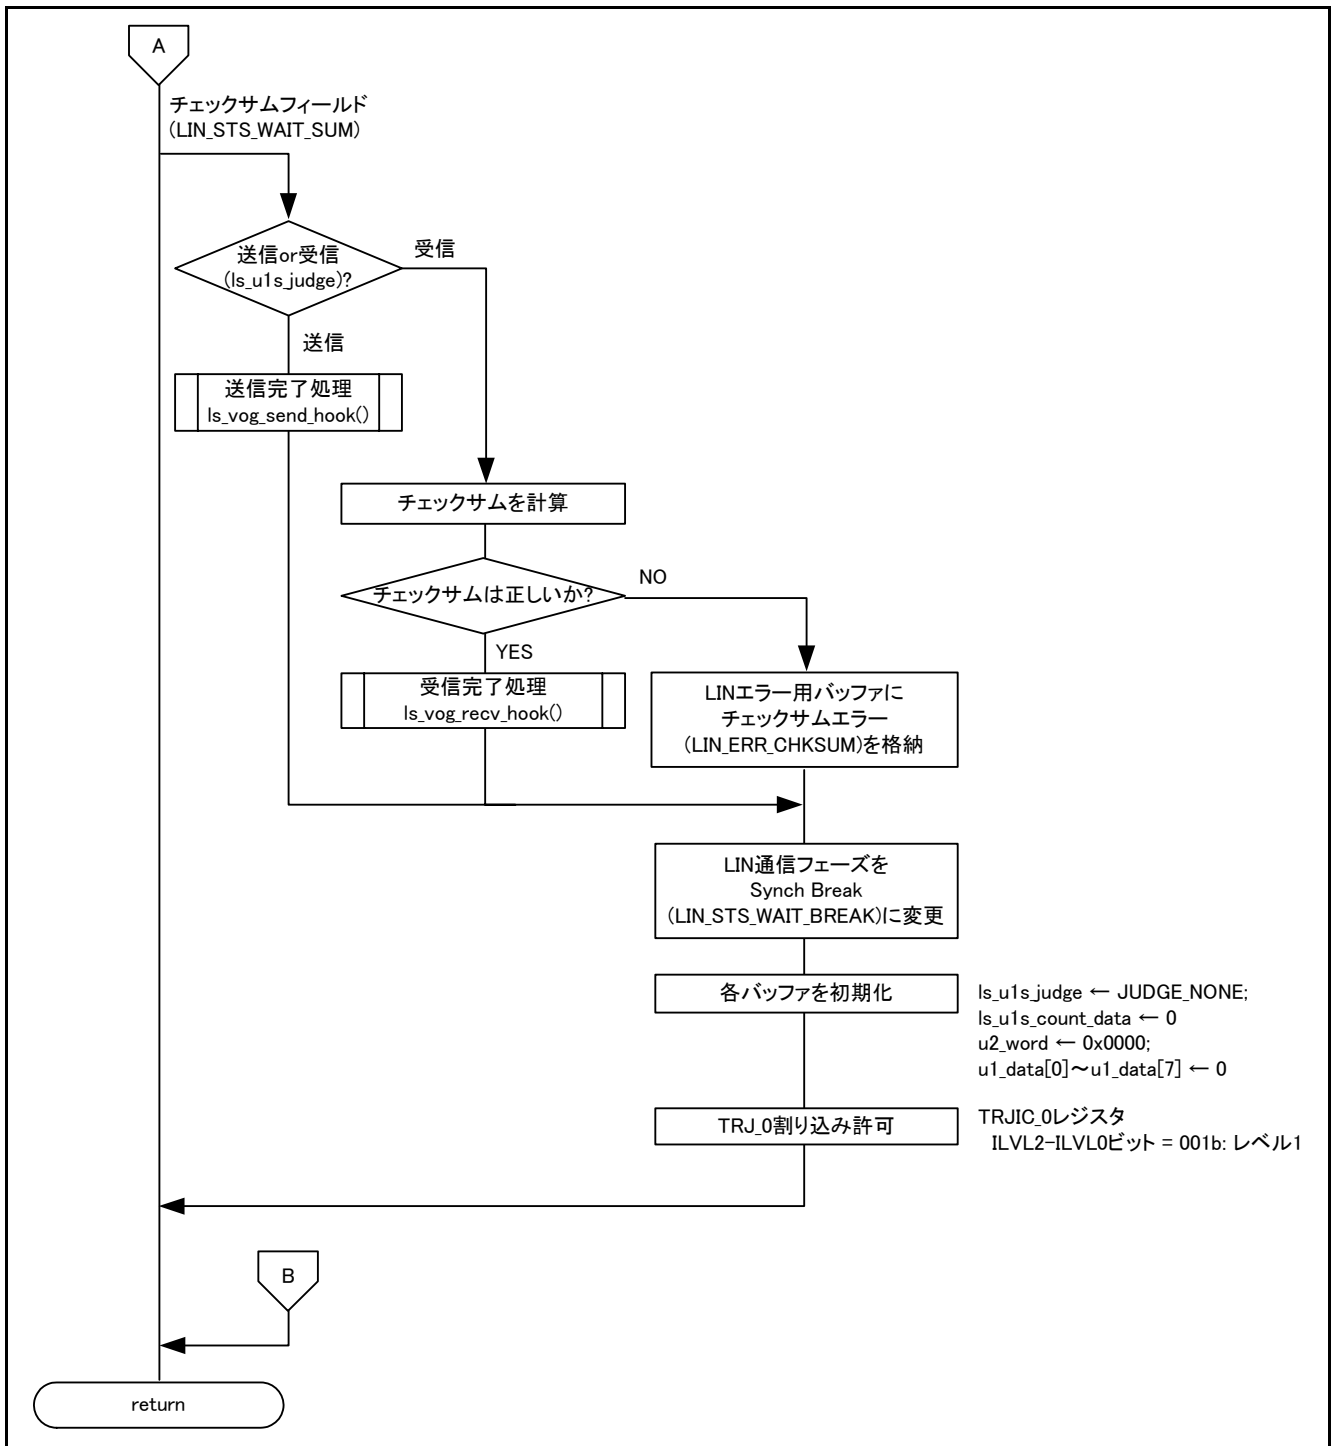 A
チェックサムフィールド
(LIN_STS_WAIT_SUM)
送信or受信
(ls_u1s_judge)?
受信
送信
送信完了処理
ls_vog_send_hook()
チェックサムを計算
チェックサムは正しいか?
NO
YES
受信完了処理
ls_vog_recv_hook()
LINエラー用バッファに
チェックサムエラー
(LIN_ERR_CHKSUM)を格納
LIN通信フェーズを
Synch Break
(LIN_STS_WAIT_BREAK)に変更
各バッファを初期化
ls_u1s_judge ← JUDGE_NONE;
ls_u1s_count_data ← 0
u2_word ← 0x0000;
u1_data[0]～u1_data[7] ← 0
TRJ_0割り込み許可
TRJIC_0レジスタ
ILVL2-ILVL0ビット = 001b: レベル1
B
return